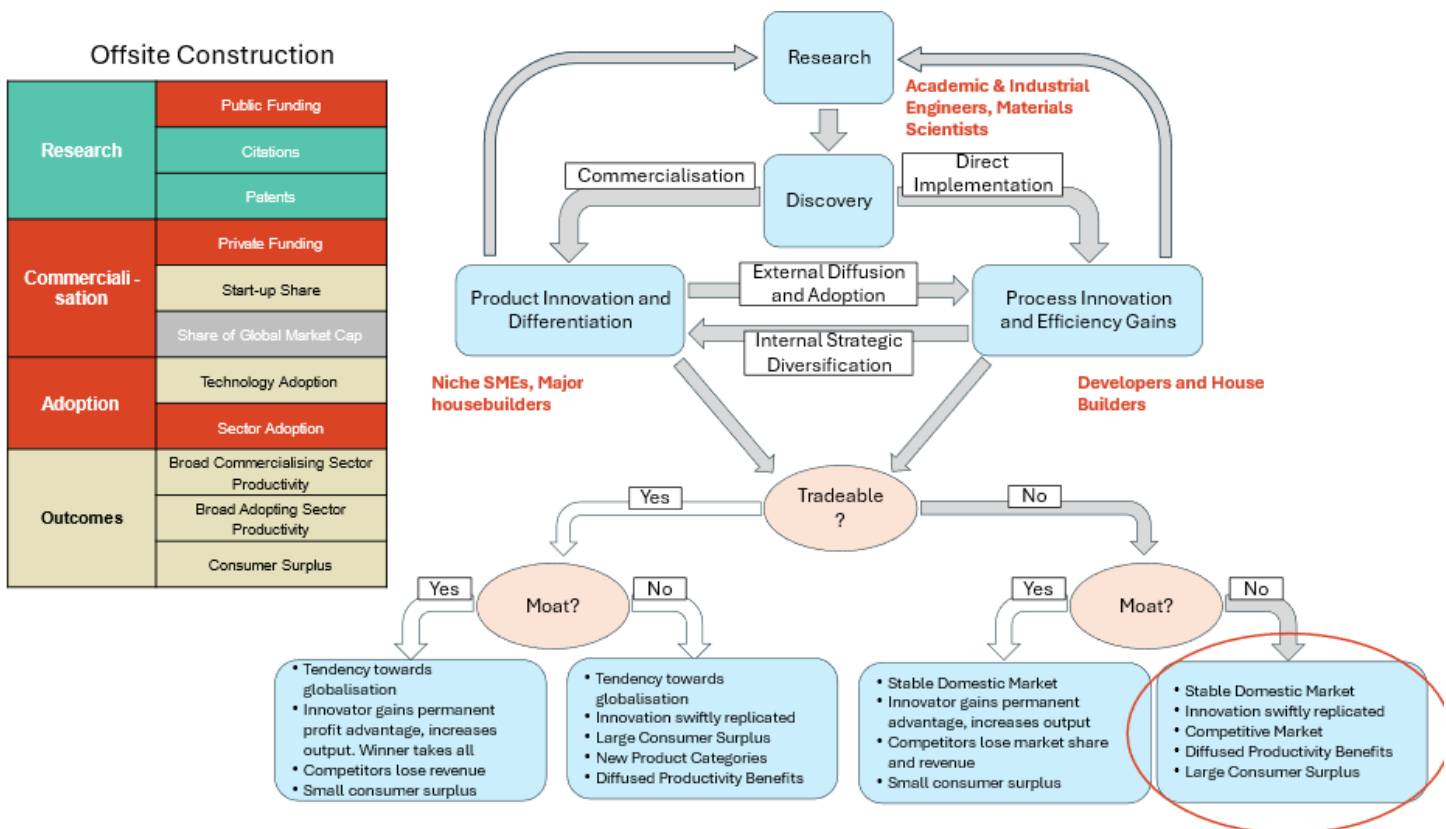 Offsite Construction
Research
Public Funding
Citations
Patents
Commerciali -
sation
Private Funding
Start-up Share
Share of Global Market Cap
Adoption
Technology Adoption
Sector Adoption
Outcomes
Broad Commercialising Sector
Productivity
Broad Adopting Sector
Productivity
Consumer Surplus
Research
Academic & Industrial
Engineers, Materials
Scientists
Commercialisation
Direct
Implementation
Discovery
Product Innovation and
Differentiation
External Diffusion
and Adoption
Internal Strategic
Diversification
Process Innovation
and Efficiency Gains
Niche SMEs, Major
housebuilders
Developers and House
Builders
Tradeable
?
Yes
No
Yes
Moat?
No
Yes
Moat?
No
• Tendency towards
globalisation
• Innovator gains permanent
profit advantage, increases
output. Winner takes all
• Competitors lose revenue
• Small consumer surplus
• Tendency towards
globalisation
• Innovation swiftly replicated
• Large Consumer Surplus
• New Product Categories
• Diffused Productivity Benefits
• Stable Domestic Market
• Innovator gains permanent
advantage, increases output
• Competitors lose market share
and revenue
• Small consumer surplus
• Stable Domestic Market
• Innovation swiftly replicated
• Competitive Market
• Diffused Productivity Benefits
• Large Consumer Surplus